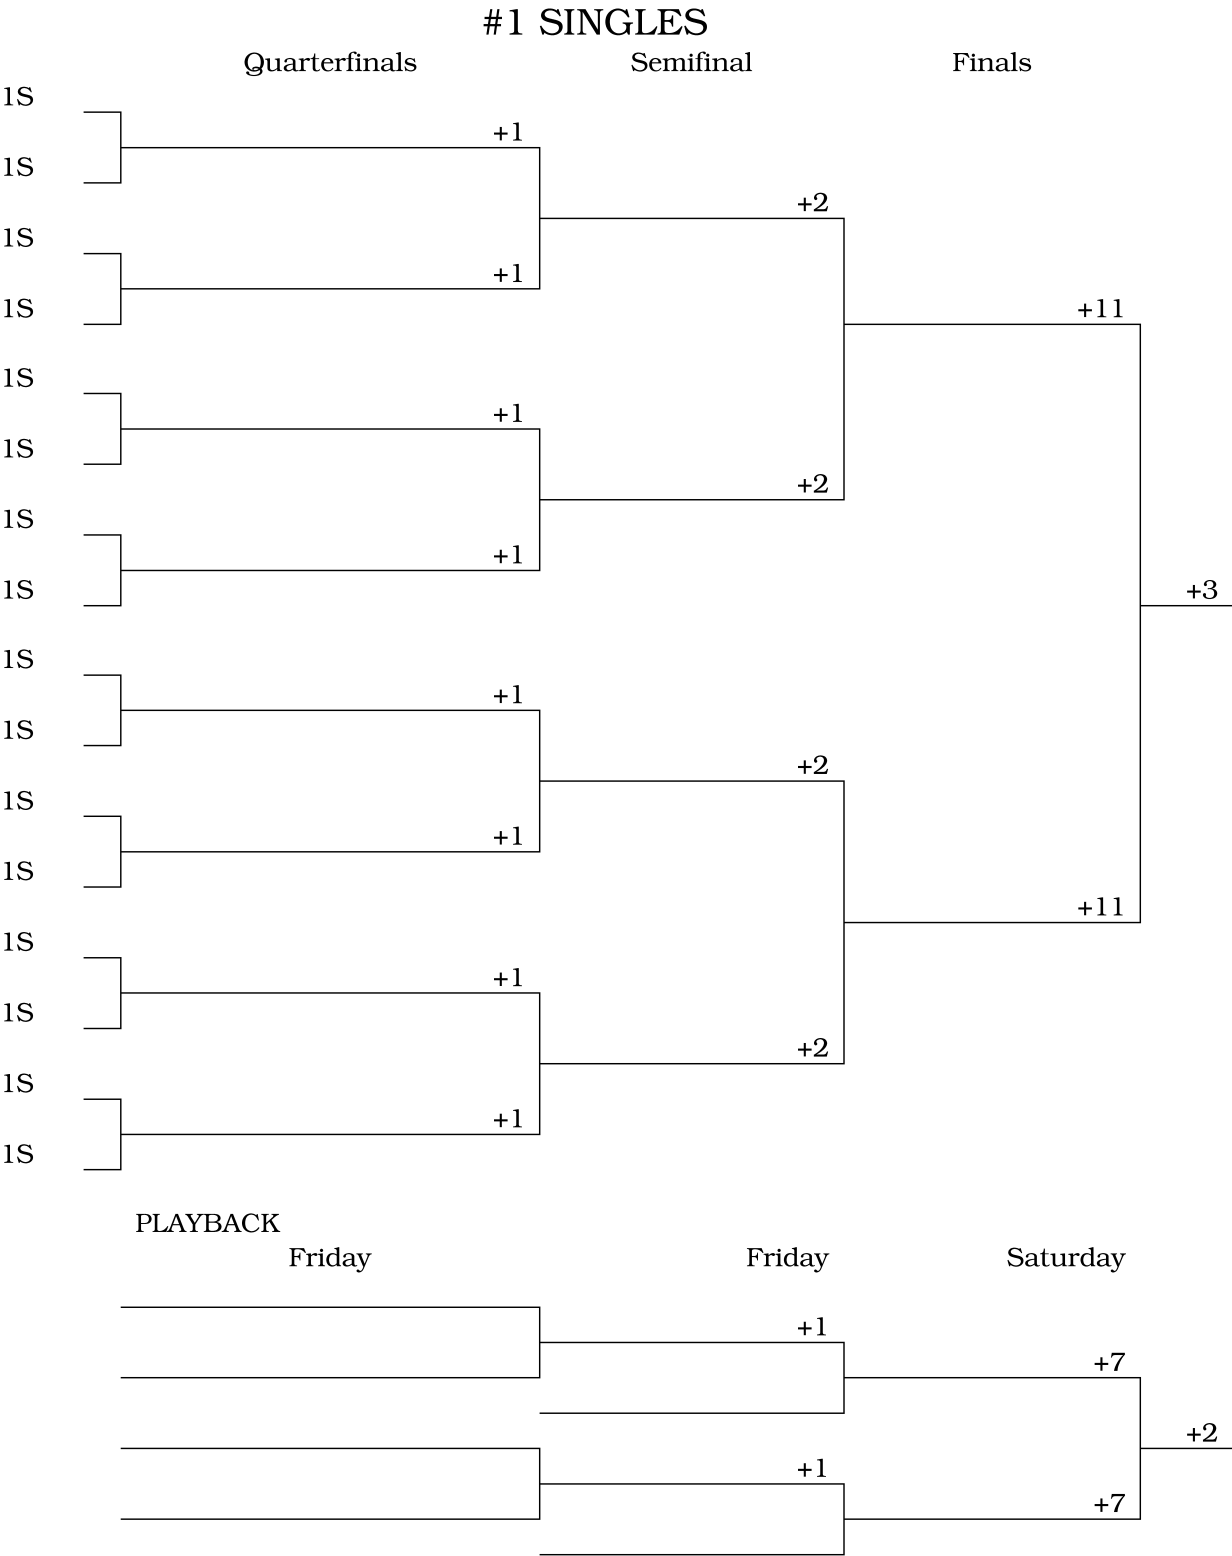 #1 SINGLES
Quarterfinals Semifinal Finals
1S
+1
1S
+2
1S
+1
1S
+11
1S
+1
1S
+2
1S
+1
1S
+3
1S
+1
1S
+2
1S
+1
1S
+11
1S
+1
1S
+2
1S
+1
1S
PLAYBACK
Friday Friday Saturday
+1
+7
+2
+1
+7